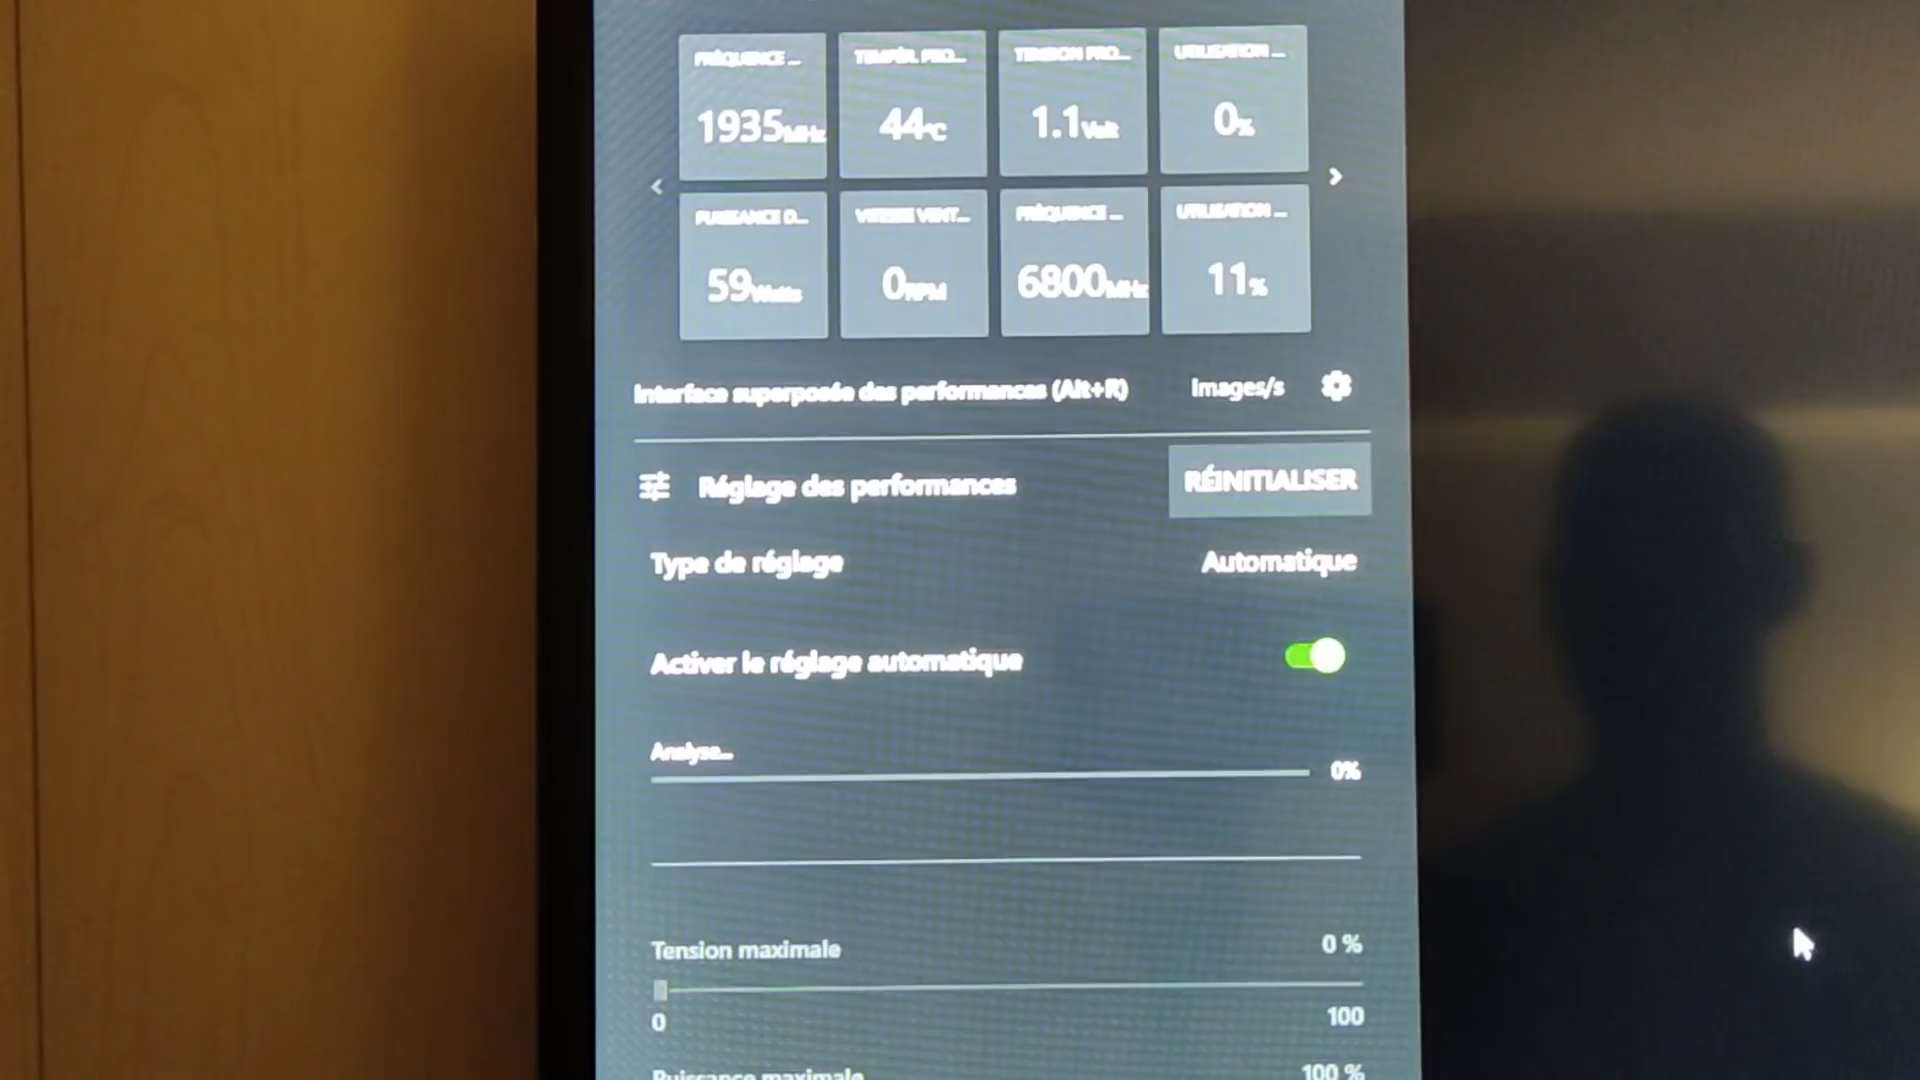 FRÉQUENCE ...
TEMPÉR. PRO...
TENSION PRO...
UTILISATION ...
1935MHz
44°C
1.1Volt
0%
PUISSANCE D...
VITESSE VENT...
FRÉQUENCE ...
UTILISATION ...
59Watts
0RPM
6800MHz
11%
Interface superposée des performances (Alt+R)
Images/s
Réglage des performances
RÉINITIALISER
Type de réglage
Automatique
Activer le réglage automatique
Analyse...
0%
Tension maximale
0 %
0
100
Puissance maximale
100 %